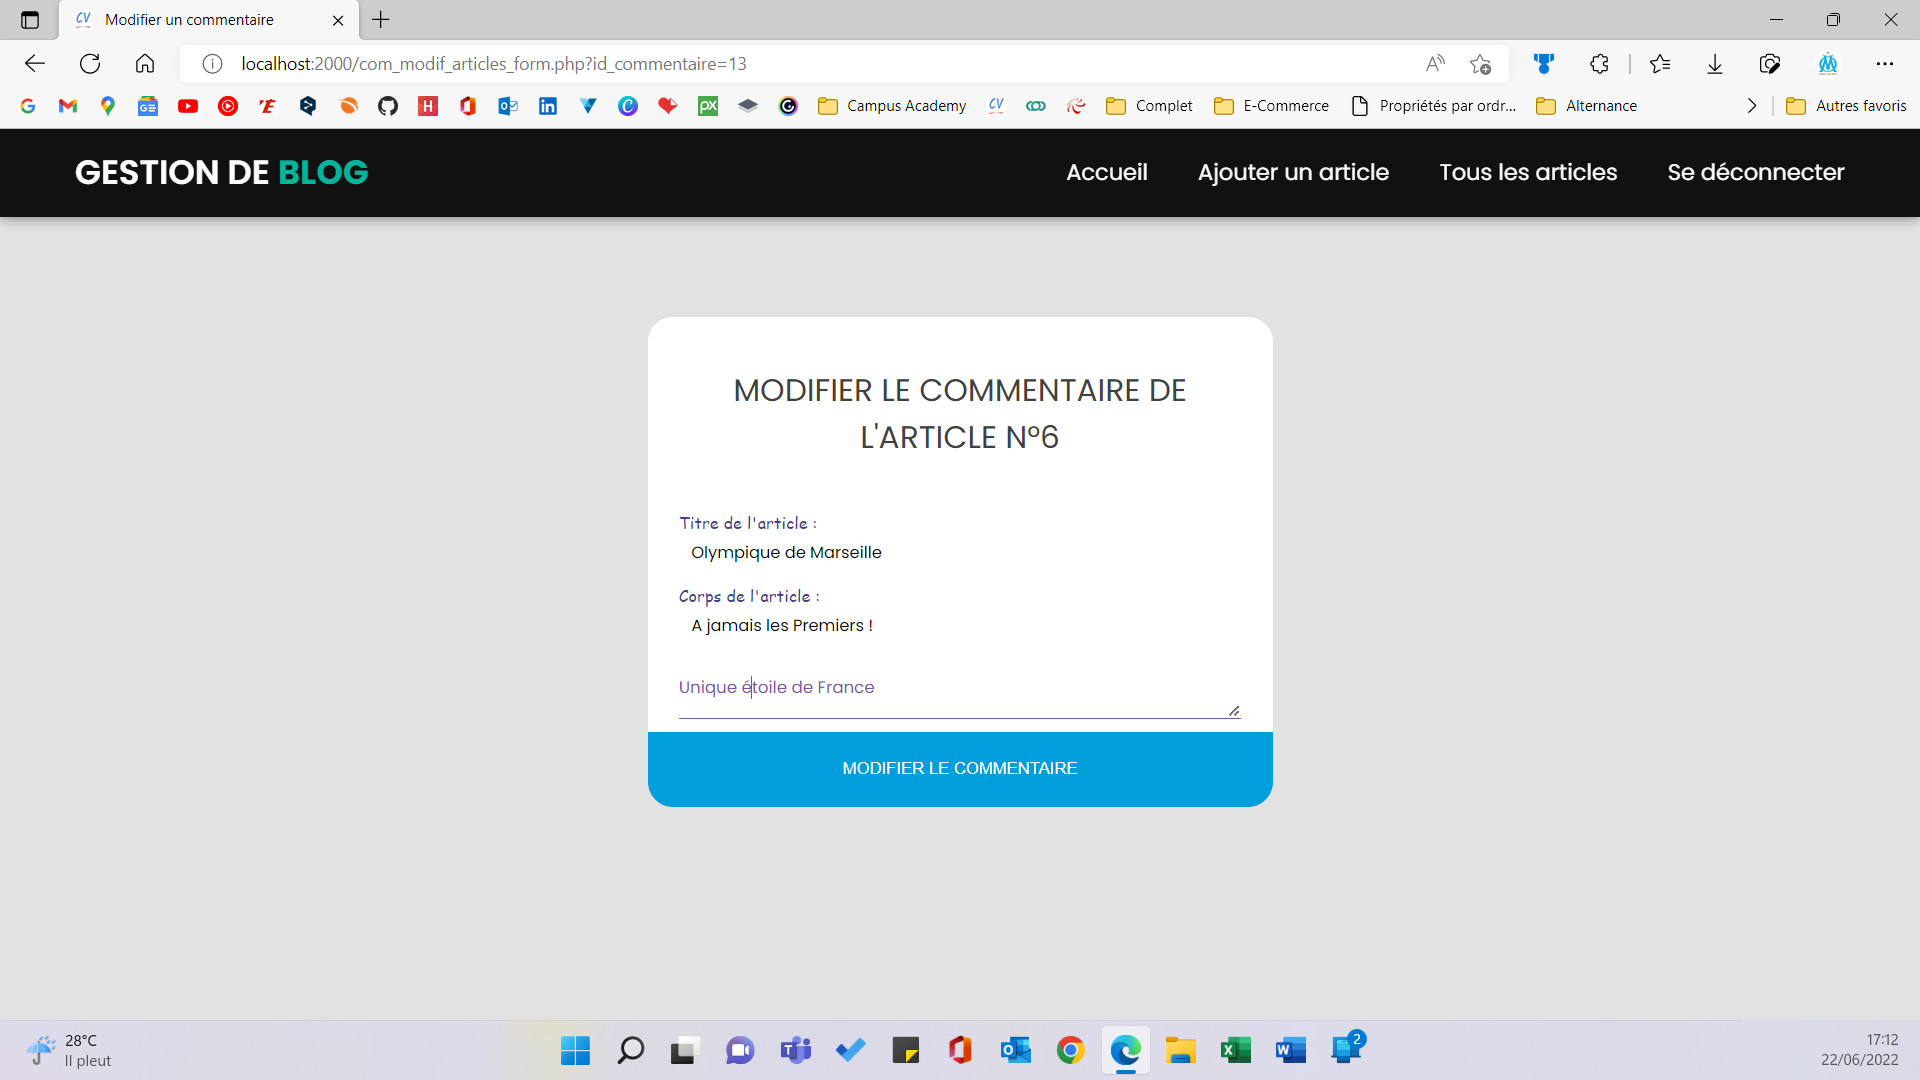 Modifier un commentaire
localhost:2000/com_modif_articles_form.php?id_commentaire=13
Campus Academy
Complet
E-Commerce
Propriétés par ordr...
Alternance
Autres favoris
GESTION DE BLOG
Accueil
Ajouter un article
Tous les articles
Se déconnecter
MODIFIER LE COMMENTAIRE DE
L'ARTICLE N°6
Titre de l'article :
Olympique de Marseille
Corps de l'article :
A jamais les Premiers !
Unique étoile de France
MODIFIER LE COMMENTAIRE
28°C
Il pleut
2
17:12
22/06/2022